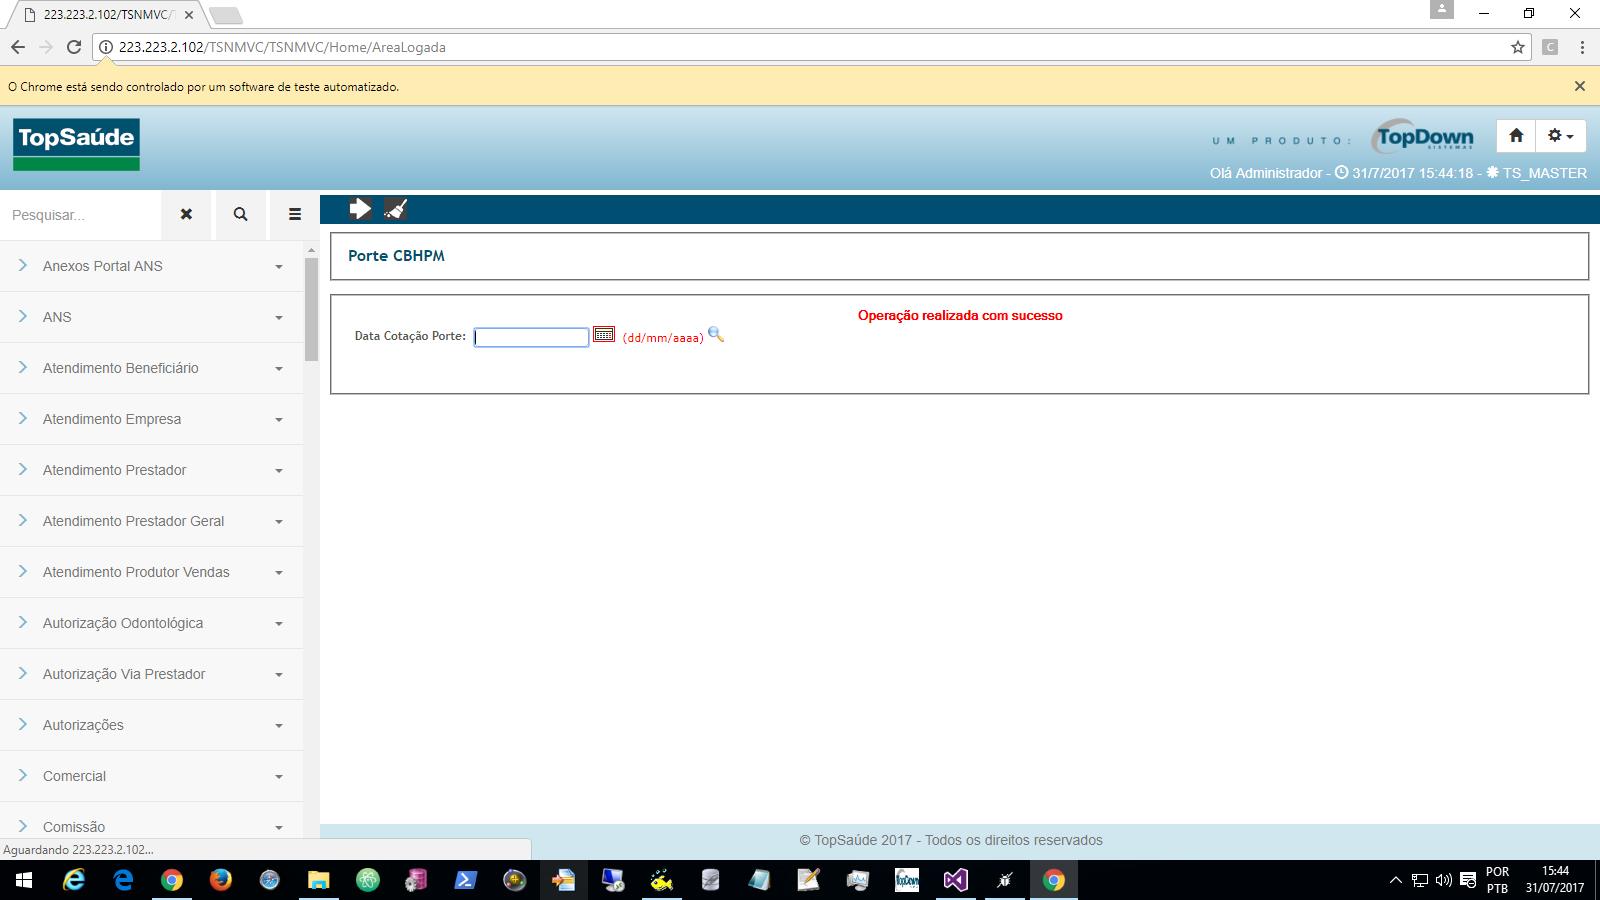 223.223.2.102/TSNMVC/T
223.223.2.102/TSNMVC/TSNMVC/Home/AreaLogada
C
O Chrome está sendo controlado por um software de teste automatizado.
TopSaúde
UM PRODUTO:
TopDown
SISTEMAS
Olá Administrador - 31/7/2017 15:44:18 - TS_MASTER
Pesquisar...
Porte CBHPM
Operação realizada com sucesso
Data Cotação Porte:
(dd/mm/aaaa)
Anexos Portal ANS
ANS
Atendimento Beneficiário
Atendimento Empresa
Atendimento Prestador
Atendimento Prestador Geral
Atendimento Produtor Vendas
Autorização Odontológica
Autorização Via Prestador
Autorizações
Comercial
Comissão
© TopSaúde 2017 - Todos os direitos reservados
Aguardando 223.223.2.102...
TopDown
POR
PTB
15:44
31/07/2017